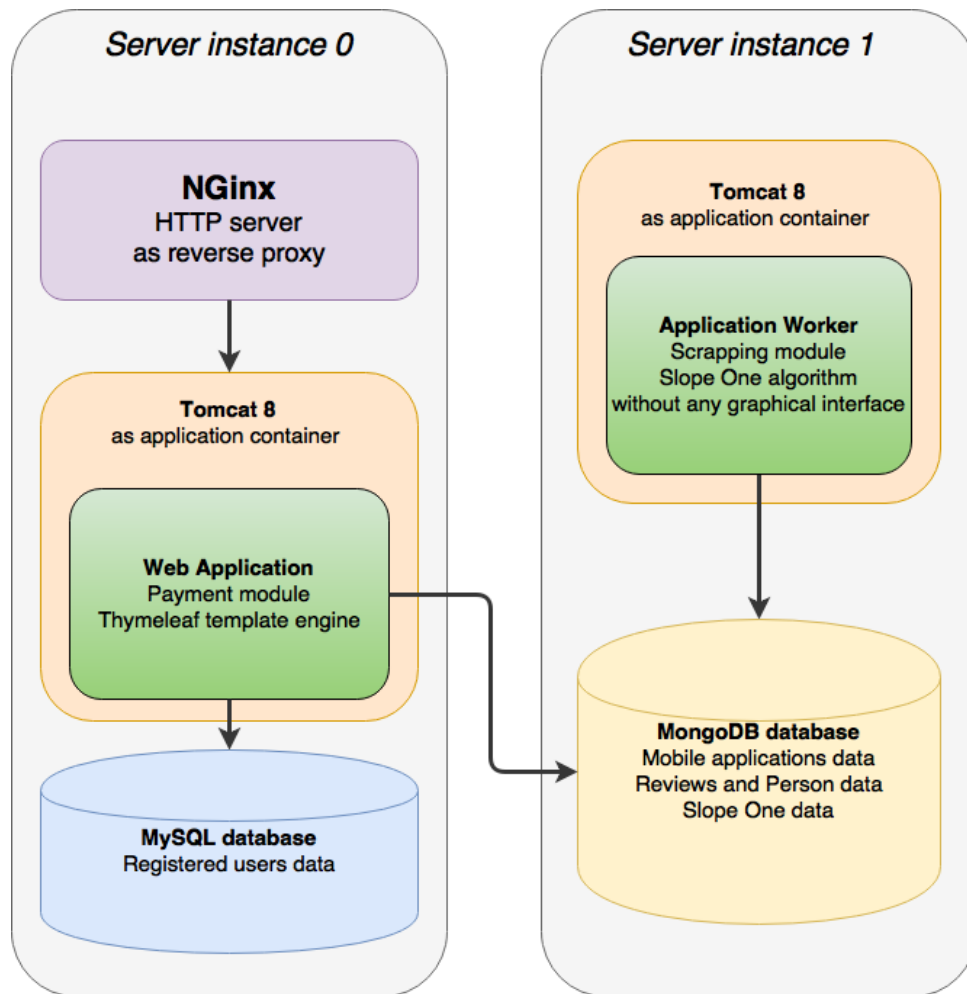 Server instance 0
NGinx
HTTP server
as reverse proxy
Tomcat 8
as application container
Web Application
Payment module
Thymeleaf template engine
MySQL database
Registered users data
Server instance 1
Tomcat 8
as application container
Application Worker
Scrapping module
Slope One algorithm
without any graphical interface
MongoDB database
Mobile applications data
Reviews and Person data
Slope One data